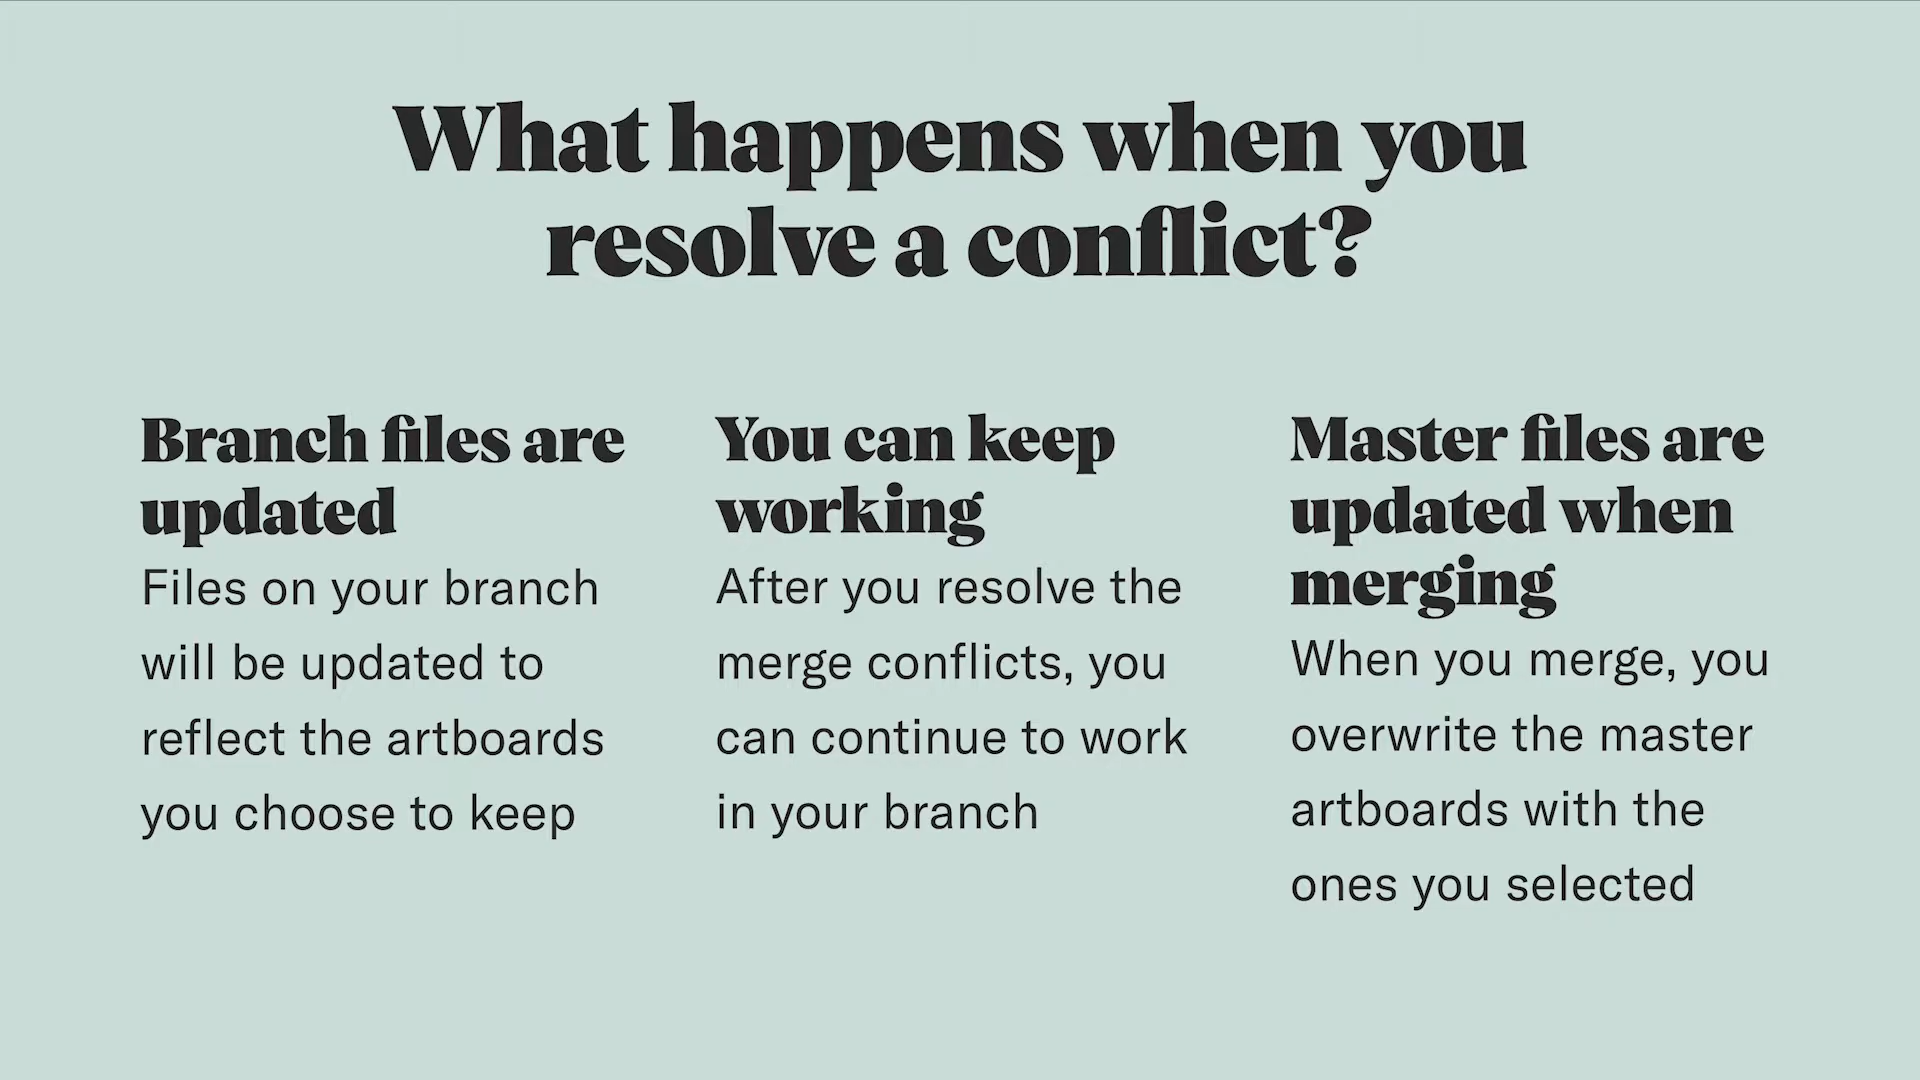 What happens when you
resolve a conflict?
Branch files are
updated
Files on your branch
will be updated to
reflect the artboards
you choose to keep
You can keep
working
After you resolve the
merge conflicts, you
can continue to work
in your branch
Master files are
updated when
merging
When you merge, you
overwrite the master
artboards with the
ones you selected